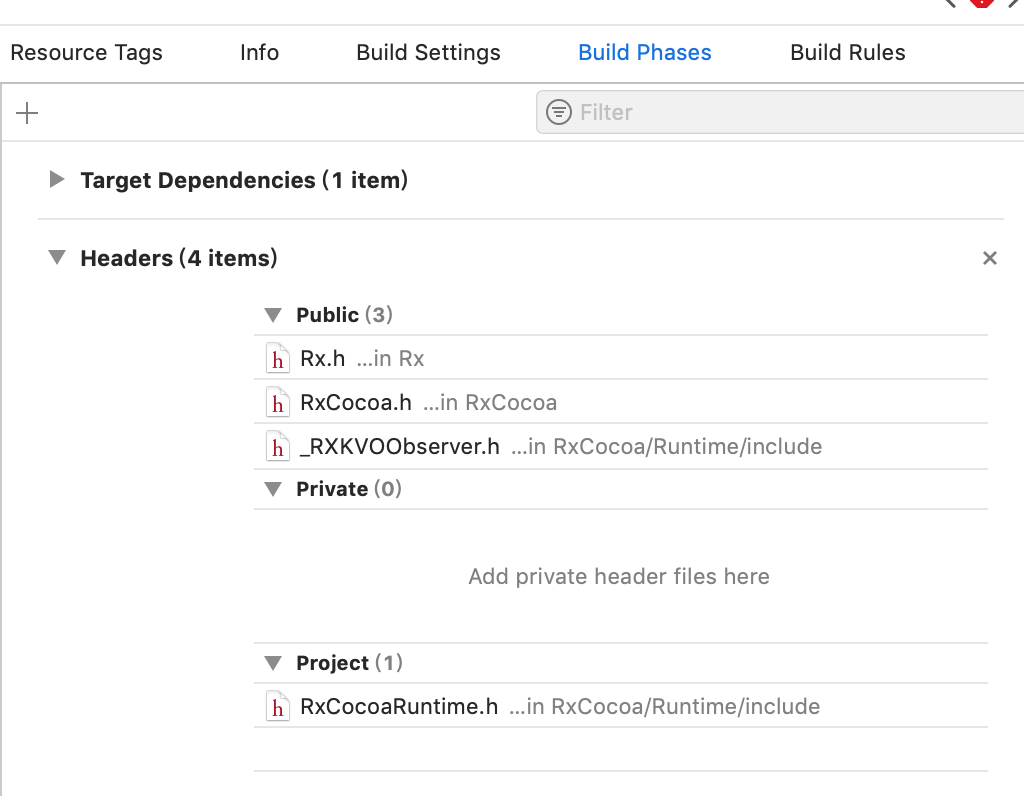 Resource Tags Info Build Settings Build Phases Build Rules
Filter
Target Dependencies (1 item)
Headers (4 items)
Public (3)
h Rx.h ...in Rx
h RxCocoa.h ...in RxCocoa
h _RXKVOObserver.h ...in RxCocoa/Runtime/include
Private (0)
Add private header files here
Project (1)
h RxCocoaRuntime.h ...in RxCocoa/Runtime/include